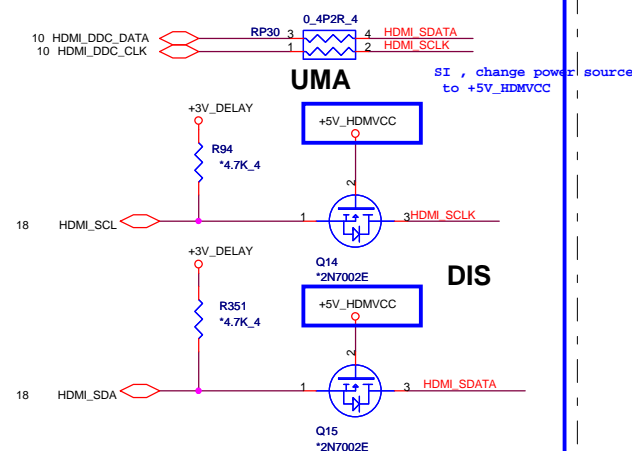 0_4P2R_4
10 HDMI_DDC_DATA RP30 3 4 HDMI_SDATA
10 HDMI_DDC_CLK 1 2 HDMI_SCLK
UMA
SI , change power source
to +5V_HDMVCC
+3V_DELAY
+5V_HDMVCC
R94
*4.7K_4
2
18 HDMI_SCL 1 3 HDMI_SCLK
+3V_DELAY
Q14
*2N7002E
DIS
+5V_HDMVCC
R351
*4.7K_4
2
18 HDMI_SDA 1 3 HDMI_SDATA
Q15
*2N7002E